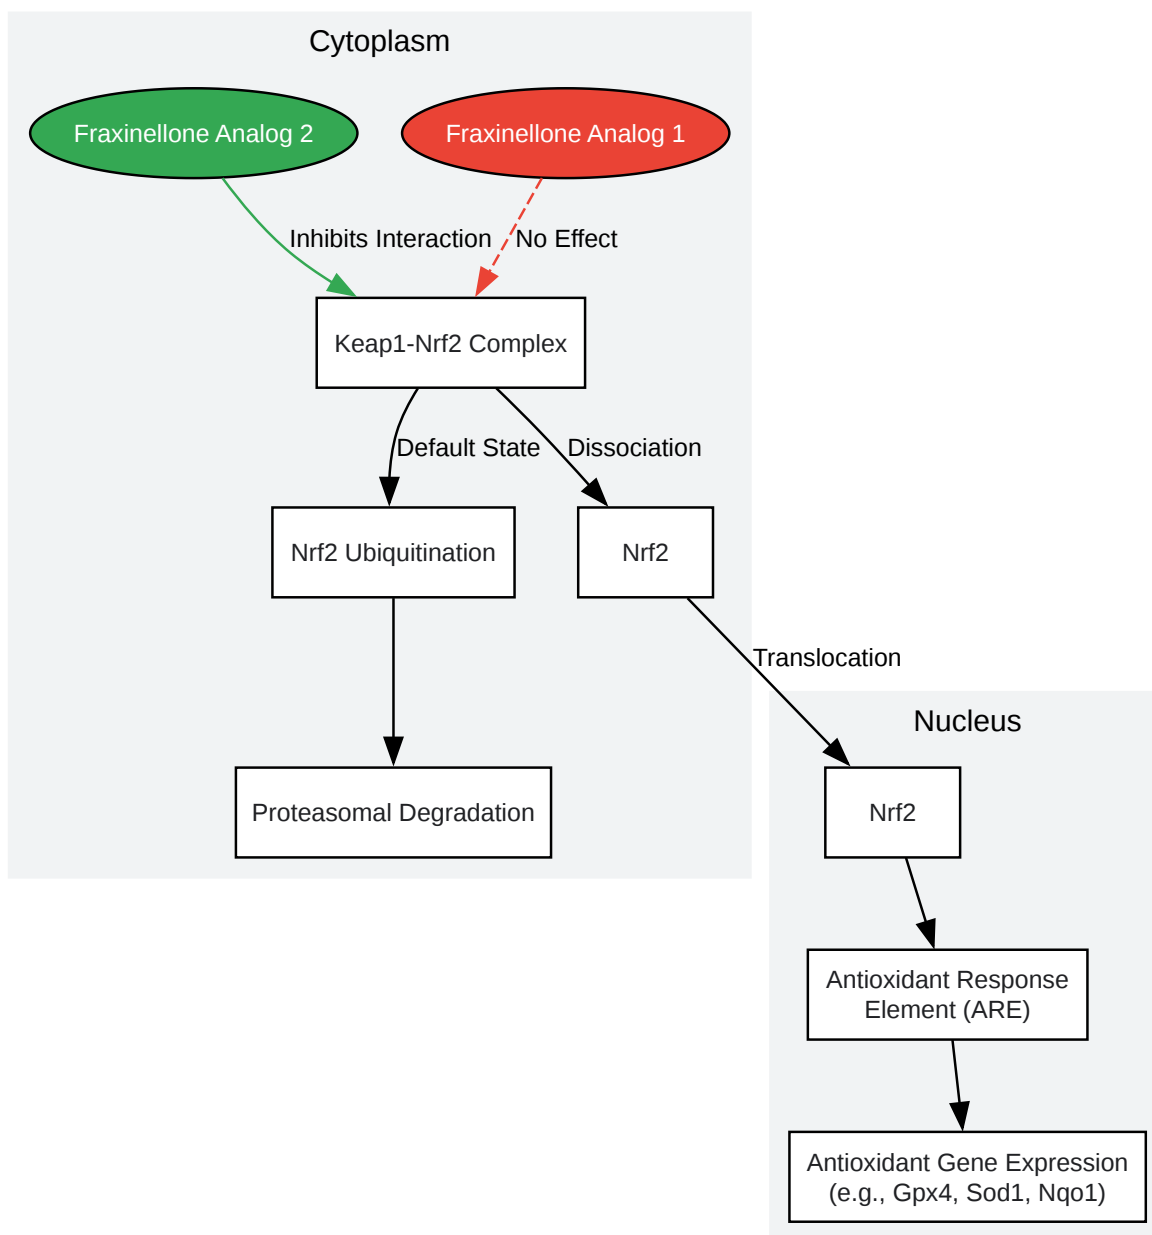 Cytoplasm
Fraxinellone Analog 2
Fraxinellone Analog 1
Inhibits Interaction
No Effect
Keap1-Nrf2 Complex
Default State
Dissociation
Nrf2 Ubiquitination
Nrf2
Translocation
Nucleus
Proteasomal Degradation
Nrf2
Antioxidant Response
Element (ARE)
Antioxidant Gene Expression
(e.g., Gpx4, Sod1, Nqo1)